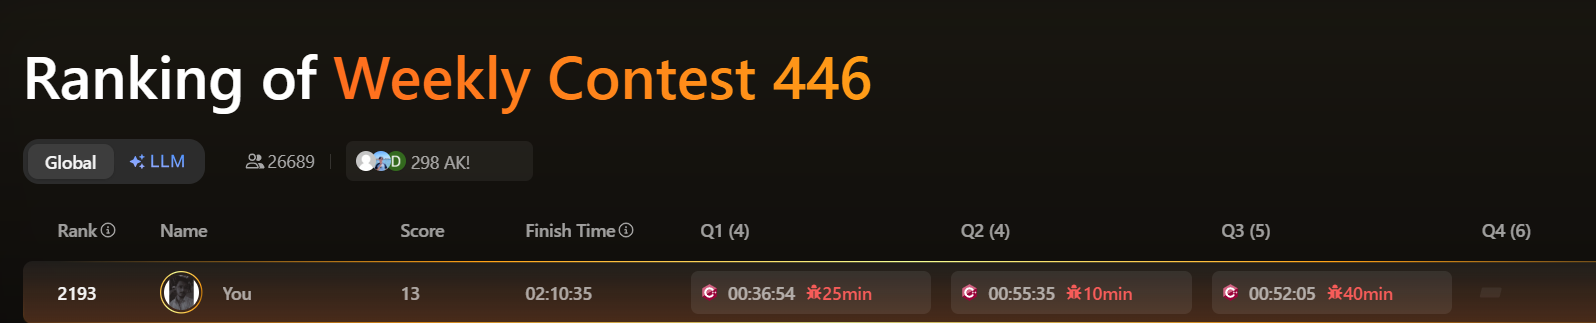 Ranking of Weekly Contest 446
Global LLM 26689 D 298 AK!
Rank Name Score Finish Time Q1 (4) Q2 (4) Q3 (5) Q4 (6)
2193 You 13 02:10:35 00:36:54 25min 00:55:35 10min 00:52:05 40min